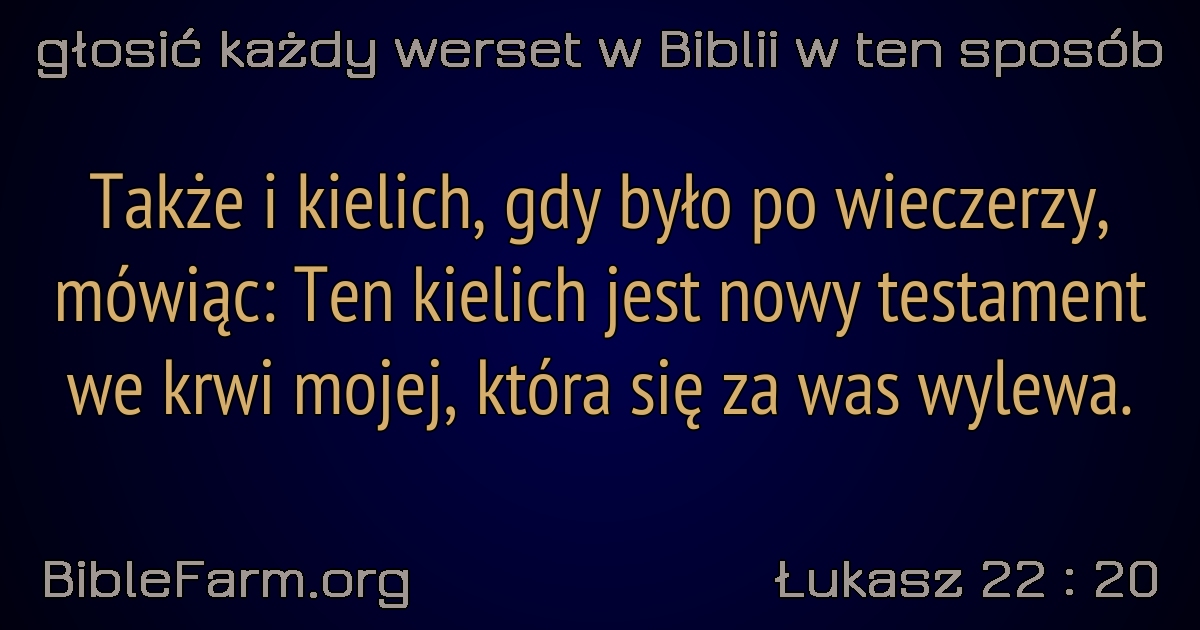 głosić każdy werset w Biblii w ten sposób
Także i kielich, gdy było po wieczerzy,
mówiąc: Ten kielich jest nowy testament
we krwi mojej, która się za was wylewa.
BibleFarm.org
Łukasz 22 : 20